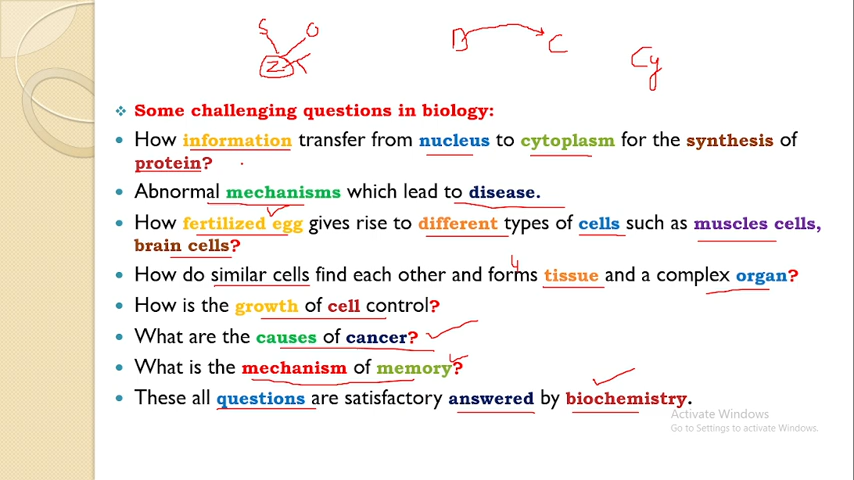 S O
Z
B C
Cy
Some challenging questions in biology:
How information transfer from nucleus to cytoplasm for the synthesis of
protein?
Abnormal mechanisms which lead to disease.
How fertilized egg gives rise to different types of cells such as muscles cells,
brain cells?
How do similar cells find each other and forms tissue and a complex organ?
How is the growth of cell control?
What are the causes of cancer?
What is the mechanism of memory?
These all questions are satisfactory answered by biochemistry.
Activate Windows
Go to Settings to activate Windows.